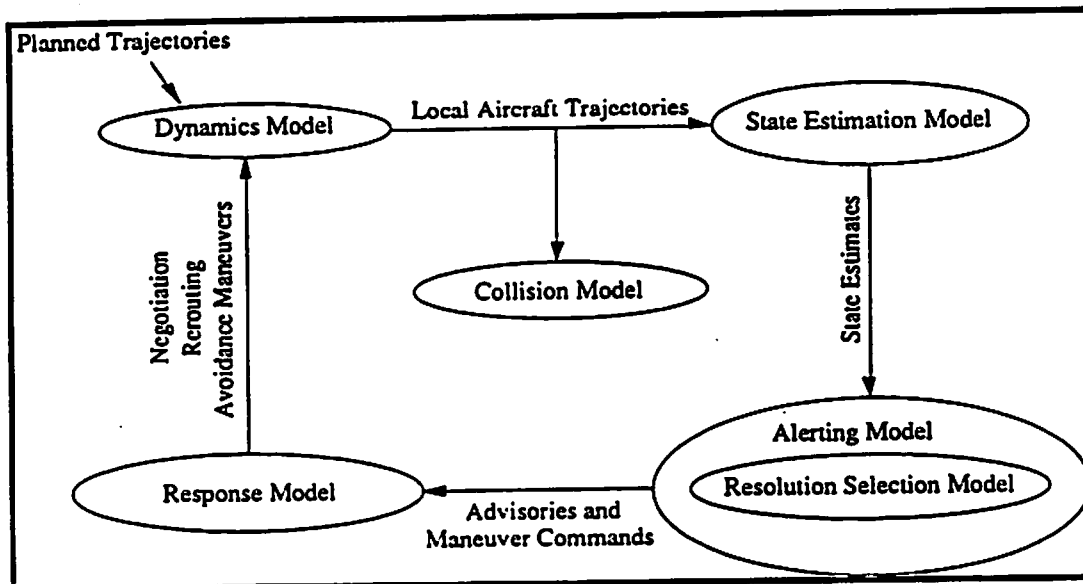 Planned Trajectories
Dynamics Model
Local Aircraft Trajectories
State Estimation Model
Negotiation
Rerouting
Avoidance Maneuvers
Collision Model
State Estimates
Alerting Model
Resolution Selection Model
Response Model
Advisories and
Maneuver Commands